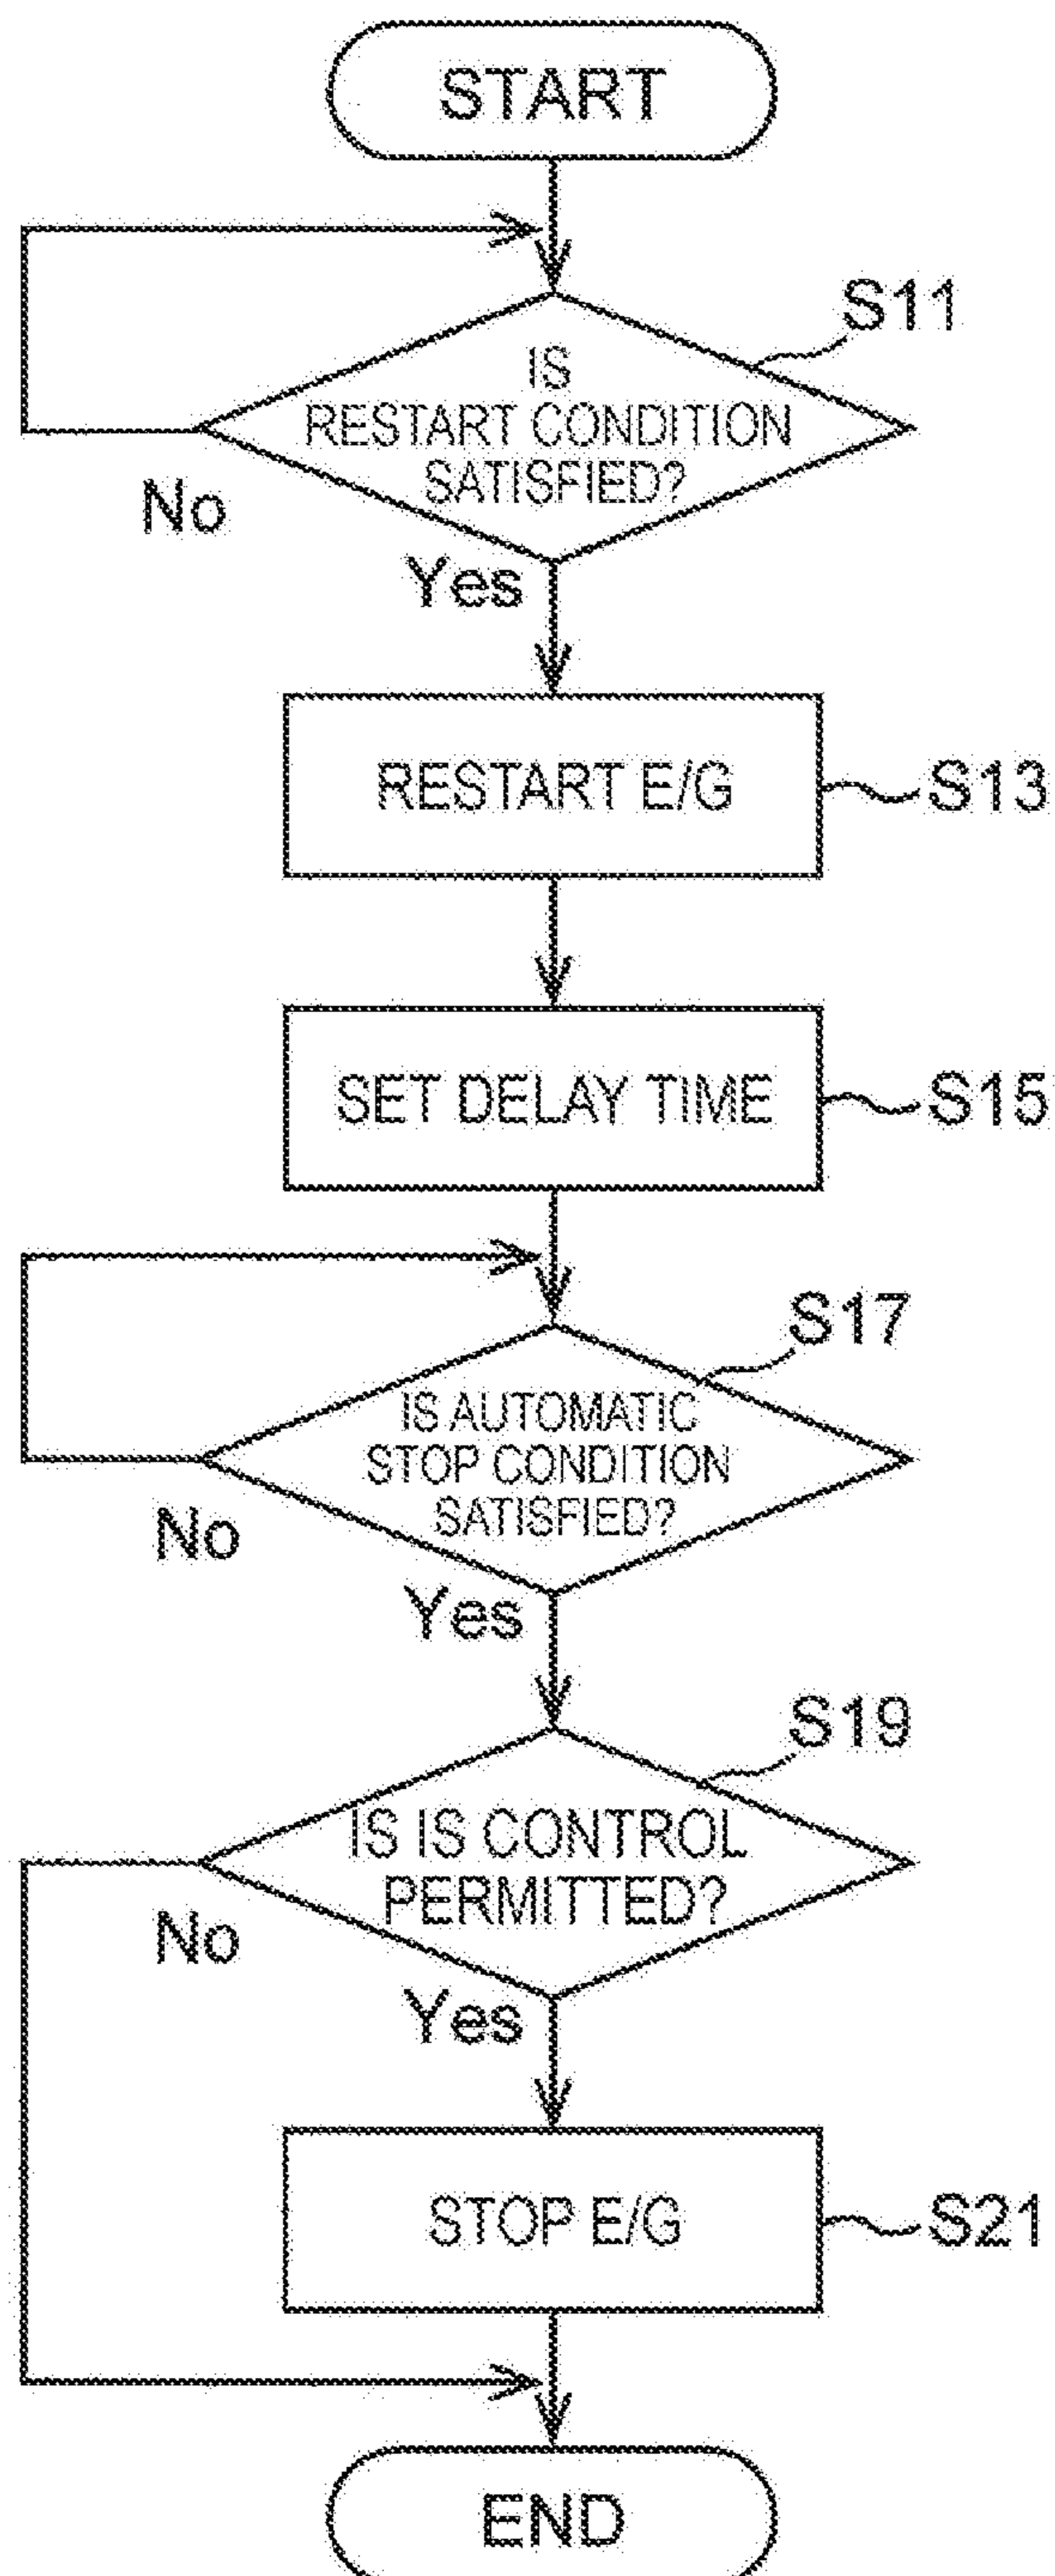 START
S11
IS
RESTART CONDITION
SATISFIED?
No
Yes
RESTART E/G
S13
SET DELAY TIME
S15
S17
IS AUTOMATIC
STOP CONDITION
SATISFIED?
No
Yes
S19
IS IS CONTROL
PERMITTED?
No
Yes
STOP E/G
S21
END